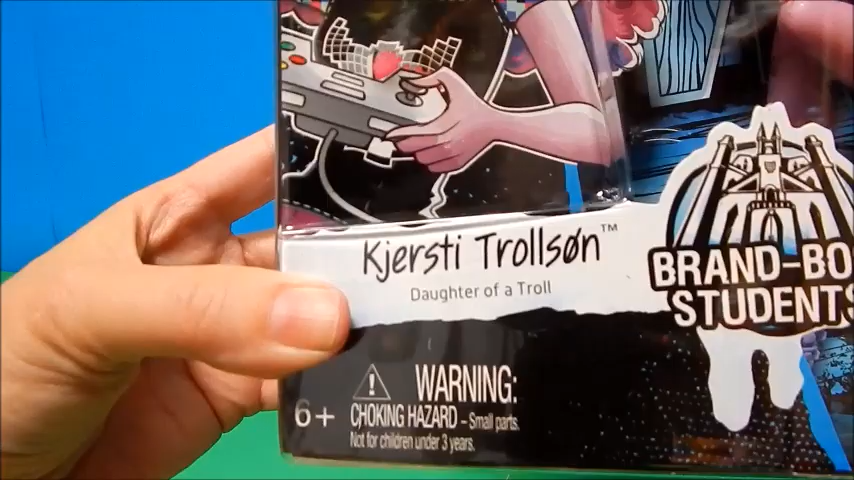 Kjersti Trollsøn™
Daughter of a Troll
BRAND-BO
STUDENTS
WARNING:
6+
CHOKING HAZARD – Small parts.
Not for children under 3 years.